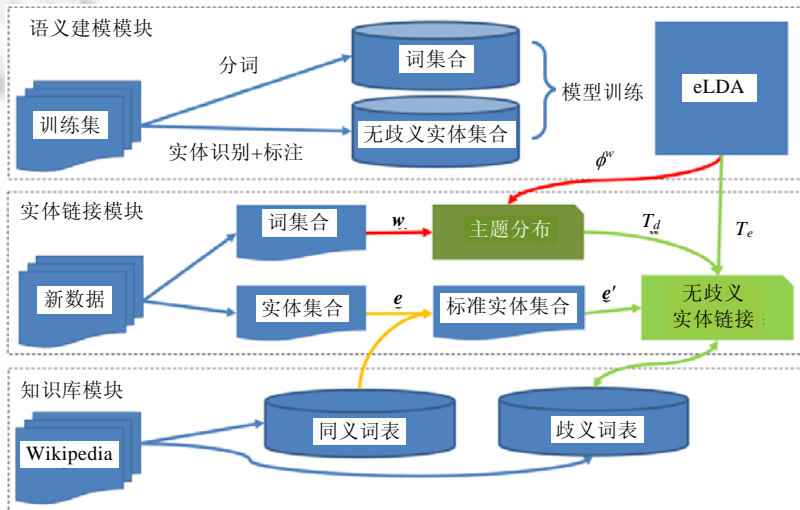 语义建模模块
分词
词集合
模型训练
eLDA
训练集
无歧义实体集合
实体识别+标注
ϕʷ
实体链接模块
词集合
w
主题分布
T_d
T_e
新数据
实体集合
e
标准实体集合
e′
无歧义
实体链接
知识库模块
Wikipedia
同义词表
歧义词表